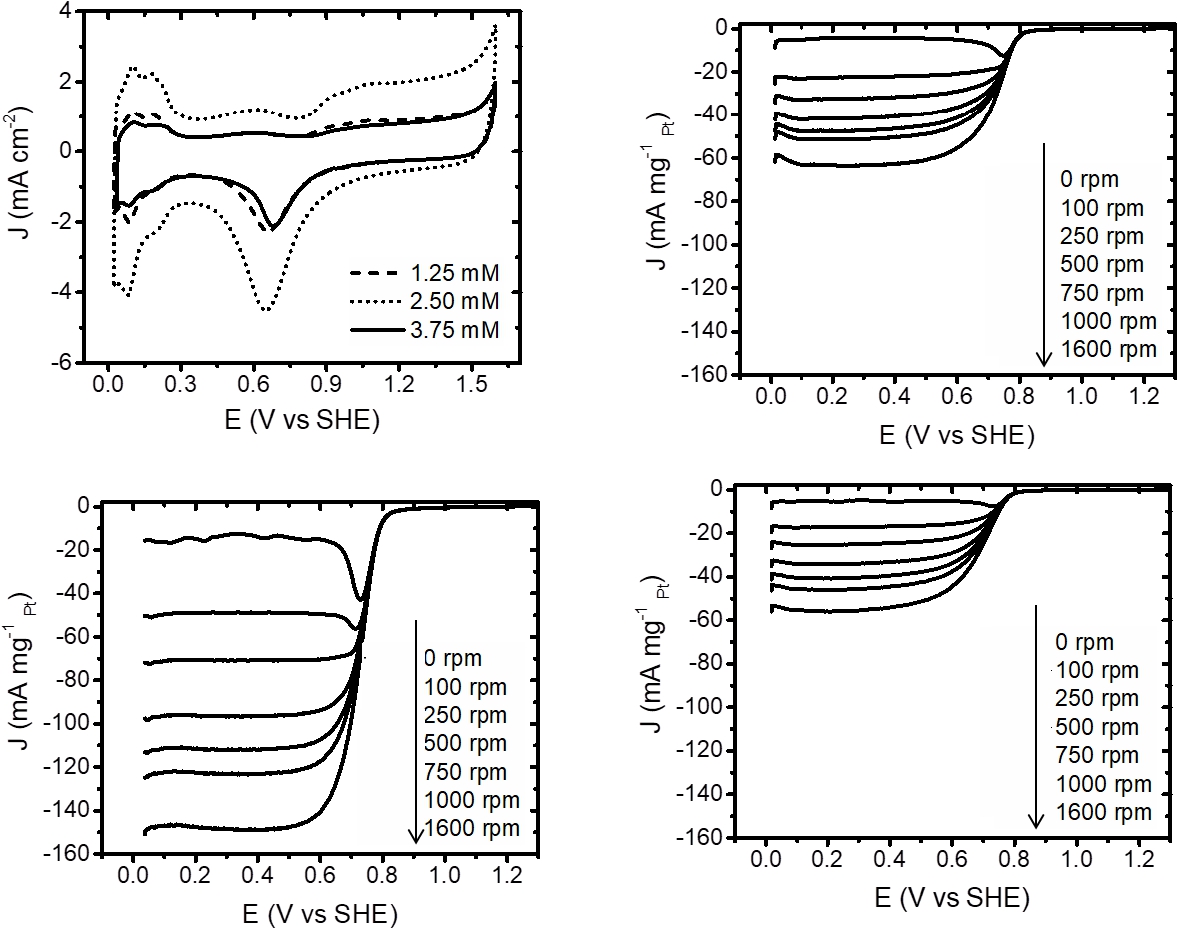 4
2
0
-2
-4
-6
J (mA cm-2)
1.25 mM
2.50 mM
3.75 mM
0.0 0.3 0.6 0.9 1.2 1.5
E (V vs SHE)
0
-20
-40
-60
-80
-100
-120
-140
-160
J (mA mg-1 Pt)
0 rpm
100 rpm
250 rpm
500 rpm
750 rpm
1000 rpm
1600 rpm
0.0 0.2 0.4 0.6 0.8 1.0 1.2
E (V vs SHE)
0
-20
-40
-60
-80
-100
-120
-140
-160
J (mA mg-1 Pt)
0 rpm
100 rpm
250 rpm
500 rpm
750 rpm
1000 rpm
1600 rpm
0.0 0.2 0.4 0.6 0.8 1.0 1.2
E (V vs SHE)
0
-20
-40
-60
-80
-100
-120
-140
-160
J (mA mg-1 Pt)
0 rpm
100 rpm
250 rpm
500 rpm
750 rpm
1000 rpm
1600 rpm
0.0 0.2 0.4 0.6 0.8 1.0 1.2
E (V vs SHE)